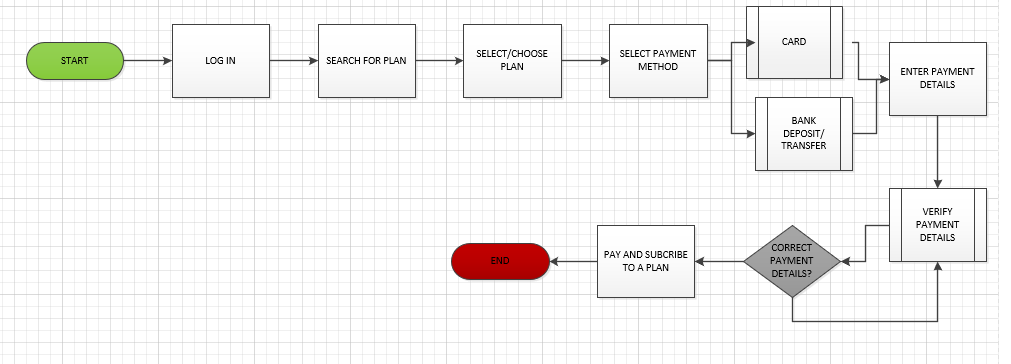 START
LOG IN
SEARCH FOR PLAN
SELECT/CHOOSE
PLAN
SELECT PAYMENT
METHOD
CARD
BANK
DEPOSIT/
TRANSFER
ENTER PAYMENT
DETAILS
VERIFY
PAYMENT
DETAILS
CORRECT
PAYMENT
DETAILS?
PAY AND SUBCRIBE
TO A PLAN
END